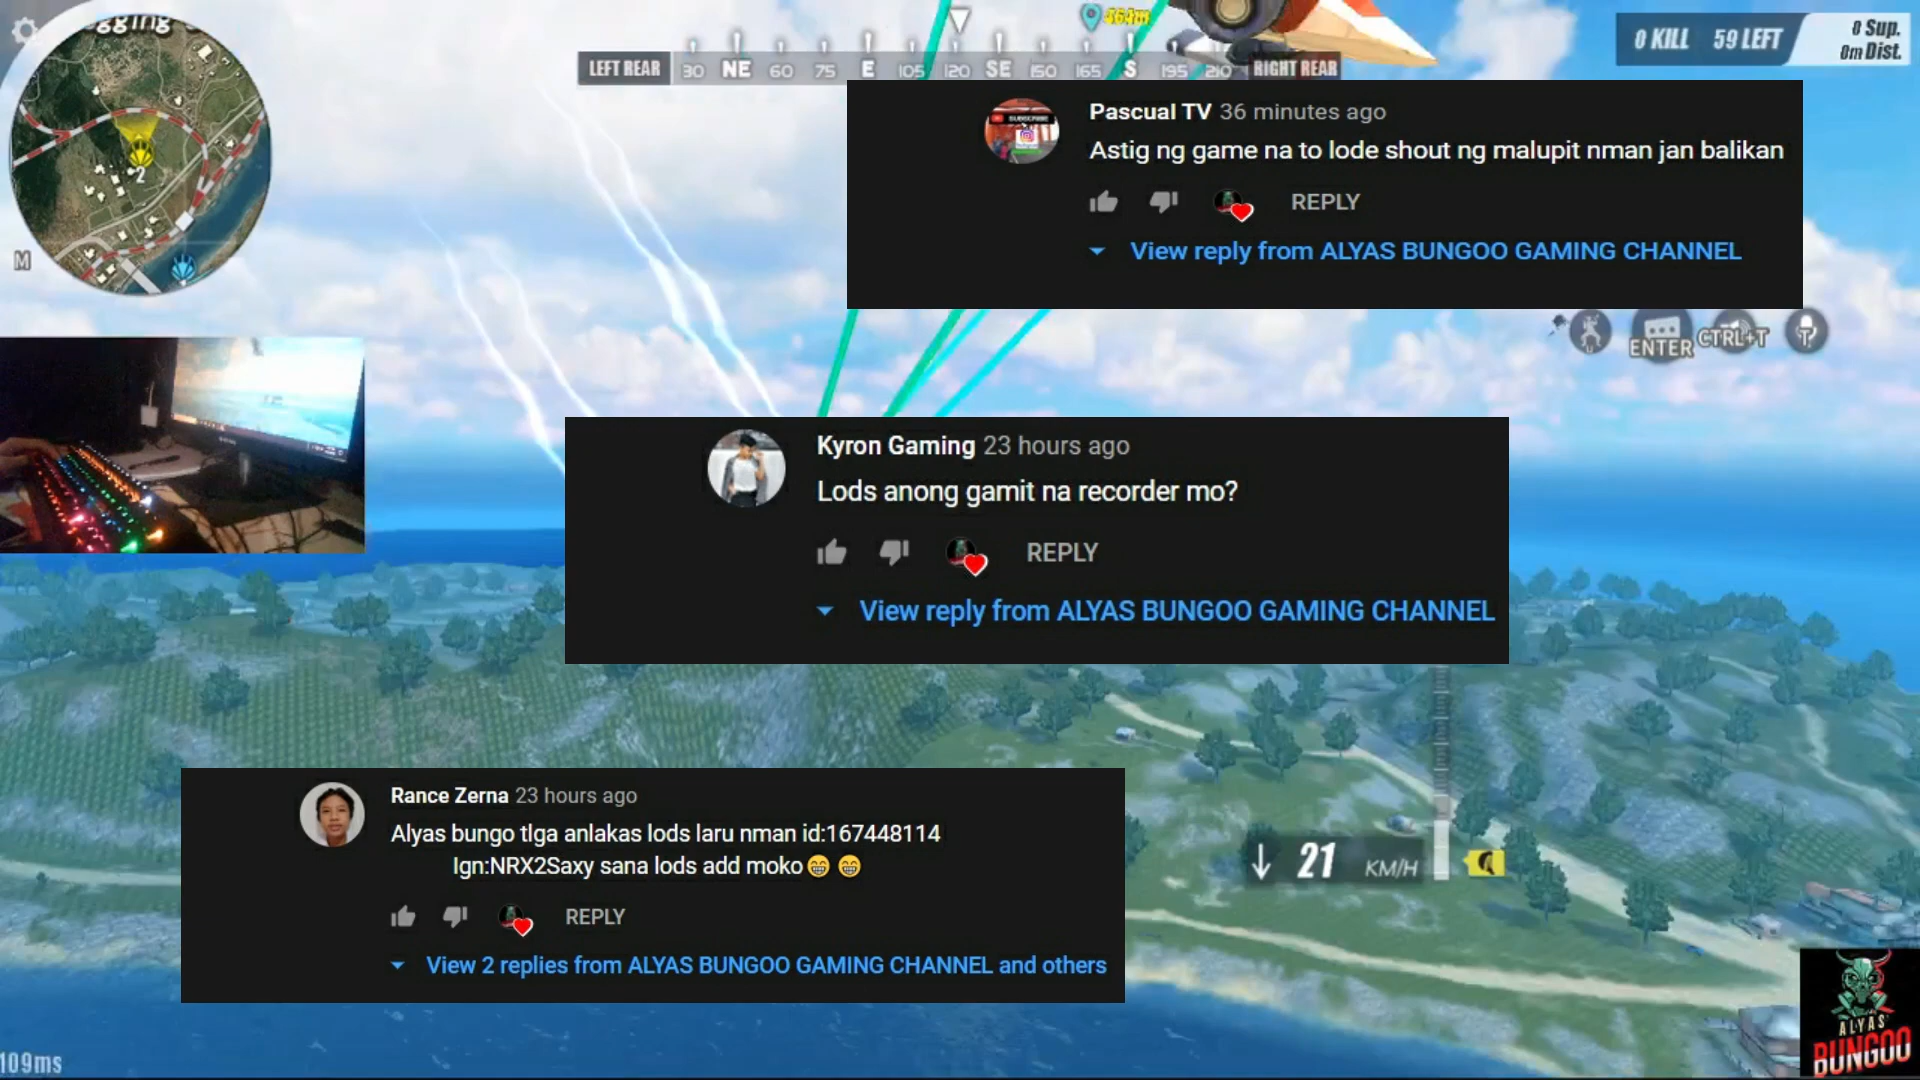 gging
LEFT REAR
30 NE 60 75 E 105 120 SE 150 165 S 195 210
RIGHT REAR
464m
0 KILL 59 LEFT
0 Sup.
0m Dist.
2
M
Pascual TV 36 minutes ago
Astig ng game na to lode shout ng malupit nman jan balikan
REPLY
View reply from ALYAS BUNGOO GAMING CHANNEL
SUBSCRIBE
ENTER
CTRL+T
T
Kyron Gaming 23 hours ago
Lods anong gamit na recorder mo?
REPLY
View reply from ALYAS BUNGOO GAMING CHANNEL
Rance Zerna 23 hours ago
Alyas bungo tlga anlakas lods laru nman id:167448114
Ign:NRX2Saxy sana lods add moko😁 😁
REPLY
View 2 replies from ALYAS BUNGOO GAMING CHANNEL and others
21 KM/H
109ms
ALYAS
BUNGOO